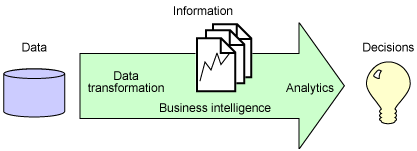 Information
Data
Decisions
Data
transformation
Analytics
Business intelligence